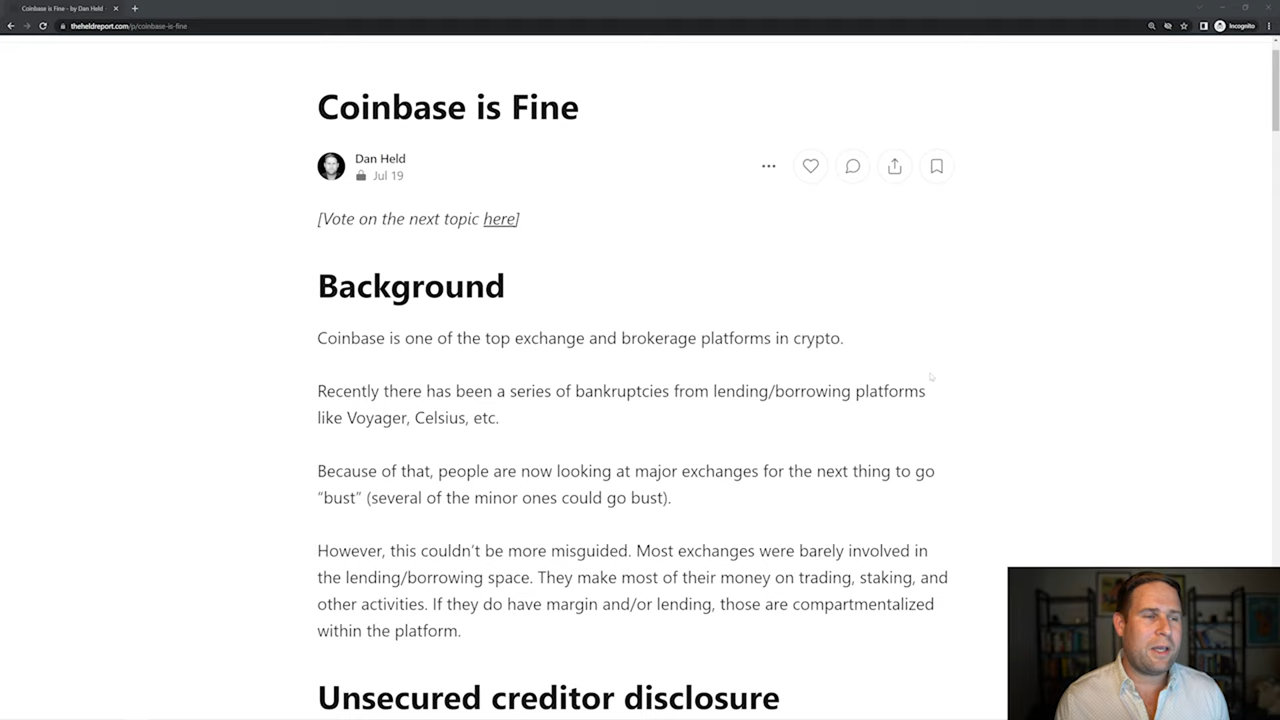 Coinbase is Fine - by Dan Held
theheldreport.com/p/coinbase-is-fine
Incognito
Coinbase is Fine
Dan Held
Jul 19
[Vote on the next topic here]
Background
Coinbase is one of the top exchange and brokerage platforms in crypto.
Recently there has been a series of bankruptcies from lending/borrowing platforms
like Voyager, Celsius, etc.
Because of that, people are now looking at major exchanges for the next thing to go
“bust” (several of the minor ones could go bust).
However, this couldn’t be more misguided. Most exchanges were barely involved in
the lending/borrowing space. They make most of their money on trading, staking, and
other activities. If they do have margin and/or lending, those are compartmentalized
within the platform.
Unsecured creditor disclosure